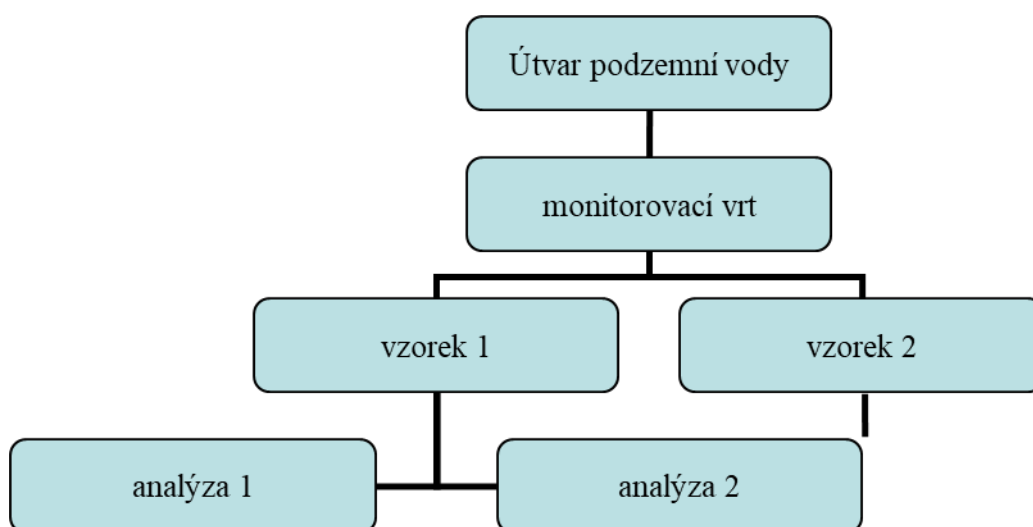 Útvar podzemní vody
monitorovací vrt
vzorek 1
vzorek 2
analýza 1
analýza 2